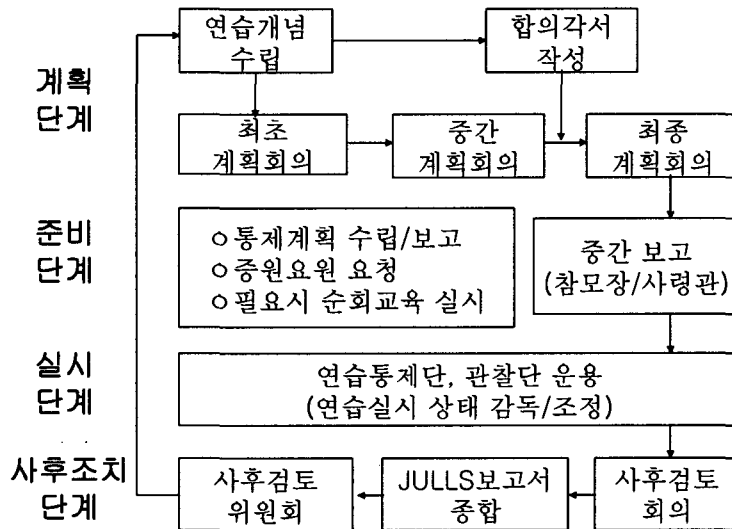 연습개념
수립
합의각서
작성
계획
단계
최초
계획회의
중간
계획회의
최종
계획회의
준비
단계
○통제계획 수립/보고
○증원요원 요청
○필요시 순회교육 실시
중간 보고
(참모장/사령관)
실시
단계
연습통제단, 관찰단 운용
(연습실시 상태 감독/조정)
사후조치
단계
사후검토
위원회
JULLS보고서
종합
사후검토
회의